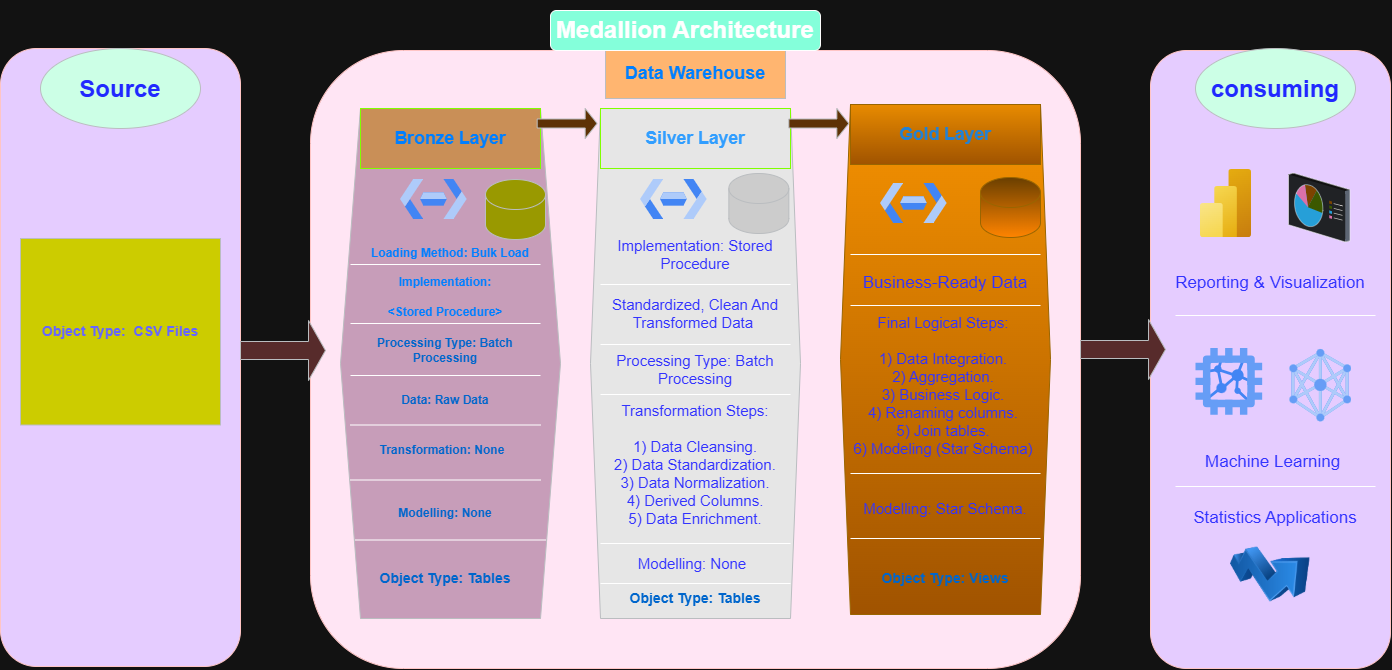 Medallion Architecture
Source
Object Type:  CSV Files
Data Warehouse
Bronze Layer
Loading Method: Bulk Load
Implementation:
<Stored Procedure>
Processing Type: Batch
Processing
Data: Raw Data
Transformation: None
Modelling: None
Object Type: Tables
Silver Layer
Implementation: Stored
Procedure
Standardized, Clean And
Transformed Data
Processing Type: Batch
Processing
Transformation Steps:
1) Data Cleansing.
2) Data Standardization.
3) Data Normalization.
4) Derived Columns.
5) Data Enrichment.
Modelling: None
Object Type: Tables
Gold Layer
Business-Ready Data
Final Logical Steps:
1) Data Integration.
2) Aggregation.
3) Business Logic.
4) Renaming columns.
5) Join tables.
6) Modeling (Star Schema)
Modelling: Star Schema.
Object Type: Views
consuming
Reporting & Visualization
Machine Learning
Statistics Applications